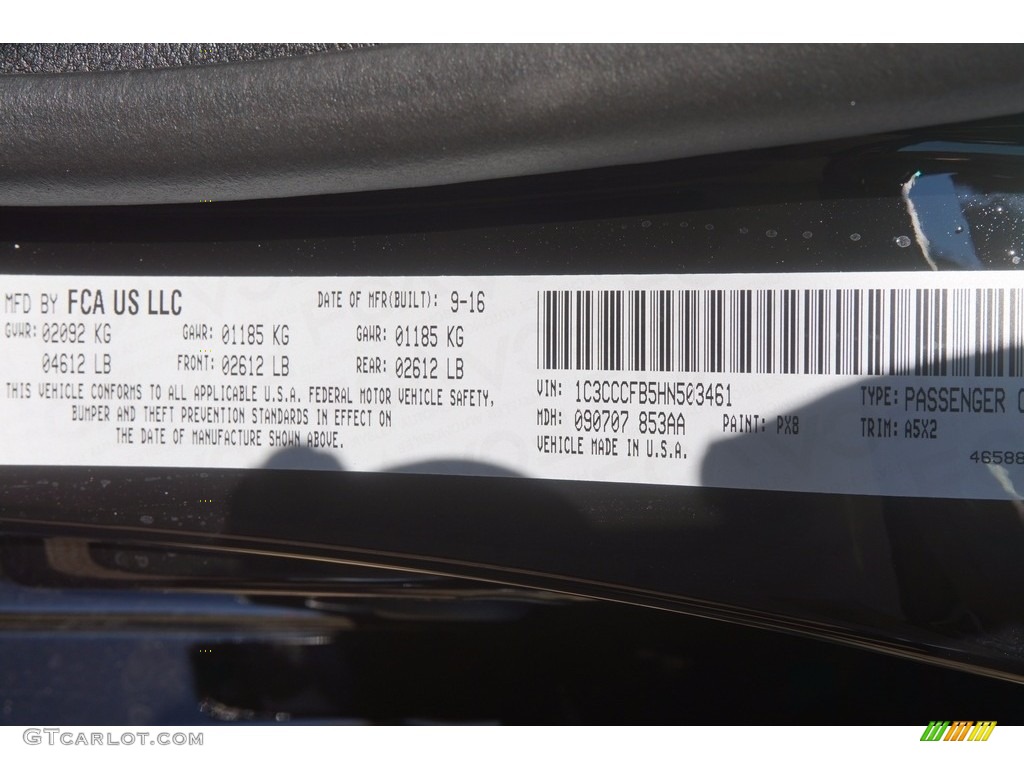 MFD BY FCA US LLC DATE OF MFR(BUILT): 9-16
GVWR: 02092 KG GAWR: 01185 KG GAWR: 01185 KG
04612 LB FRONT: 02612 LB REAR: 02612 LB
THIS VEHICLE CONFORMS TO ALL APPLICABLE U.S.A. FEDERAL MOTOR VEHICLE SAFETY,
BUMPER AND THEFT PREVENTION STANDARDS IN EFFECT ON
THE DATE OF MANUFACTURE SHOWN ABOVE.
VIN: 1C3CCCFB5HN503461 TYPE: PASSENGER
MDH: 090707 853AA PAINT: PX8 TRIM: A5X2
VEHICLE MADE IN U.S.A.
46588
GTCARLOT.COM